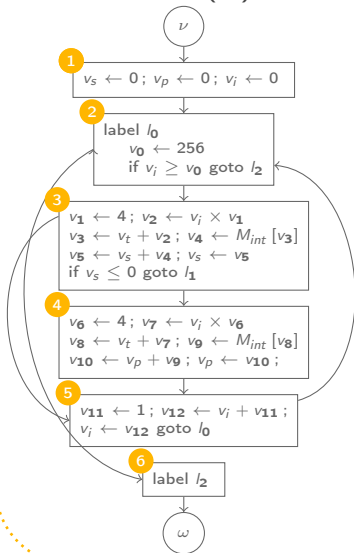 ν
1
v_s ← 0 ; v_p ← 0 ; v_i ← 0
2
label l_0
v_0 ← 256
if v_i ≥ v_0 goto l_2
3
v_1 ← 4 ; v_2 ← v_i × v_1
v_3 ← v_t + v_2 ; v_4 ← M_int [v_3]
v_5 ← v_s + v_4 ; v_s ← v_5
if v_s ≤ 0 goto l_1
4
v_6 ← 4 ; v_7 ← v_i × v_6
v_8 ← v_t + v_7 ; v_9 ← M_int [v_8]
v_10 ← v_p + v_9 ; v_p ← v_10 ;
5
v_11 ← 1 ; v_12 ← v_i + v_11 ;
v_i ← v_12 goto l_0
6
label l_2
ω